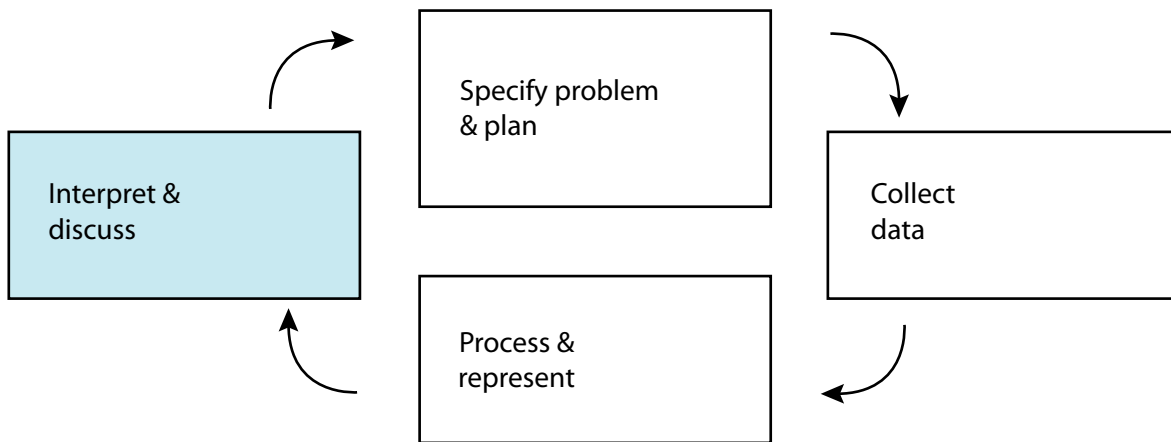 Specify problem
& plan
Interpret &
discuss
Collect
data
Process &
represent